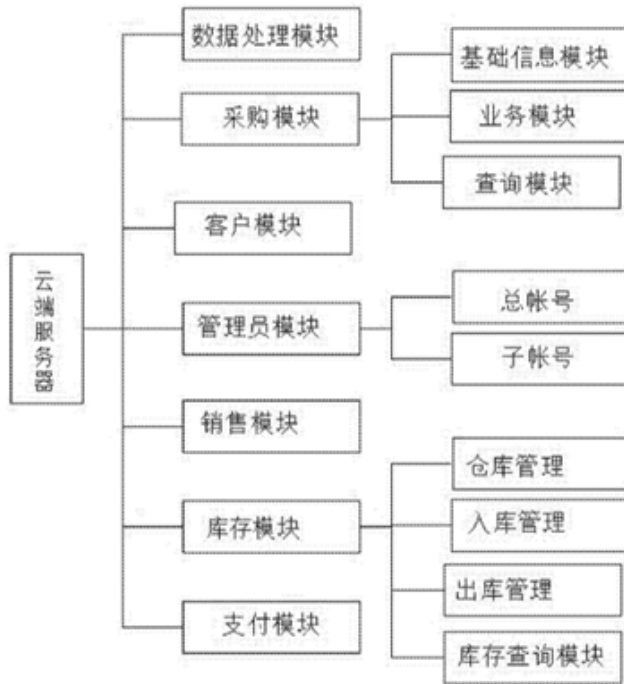 云端服务器
数据处理模块
采购模块
基础信息模块
业务模块
查询模块
客户模块
管理员模块
总帐号
子帐号
销售模块
库存模块
仓库管理
入库管理
出库管理
库存查询模块
支付模块